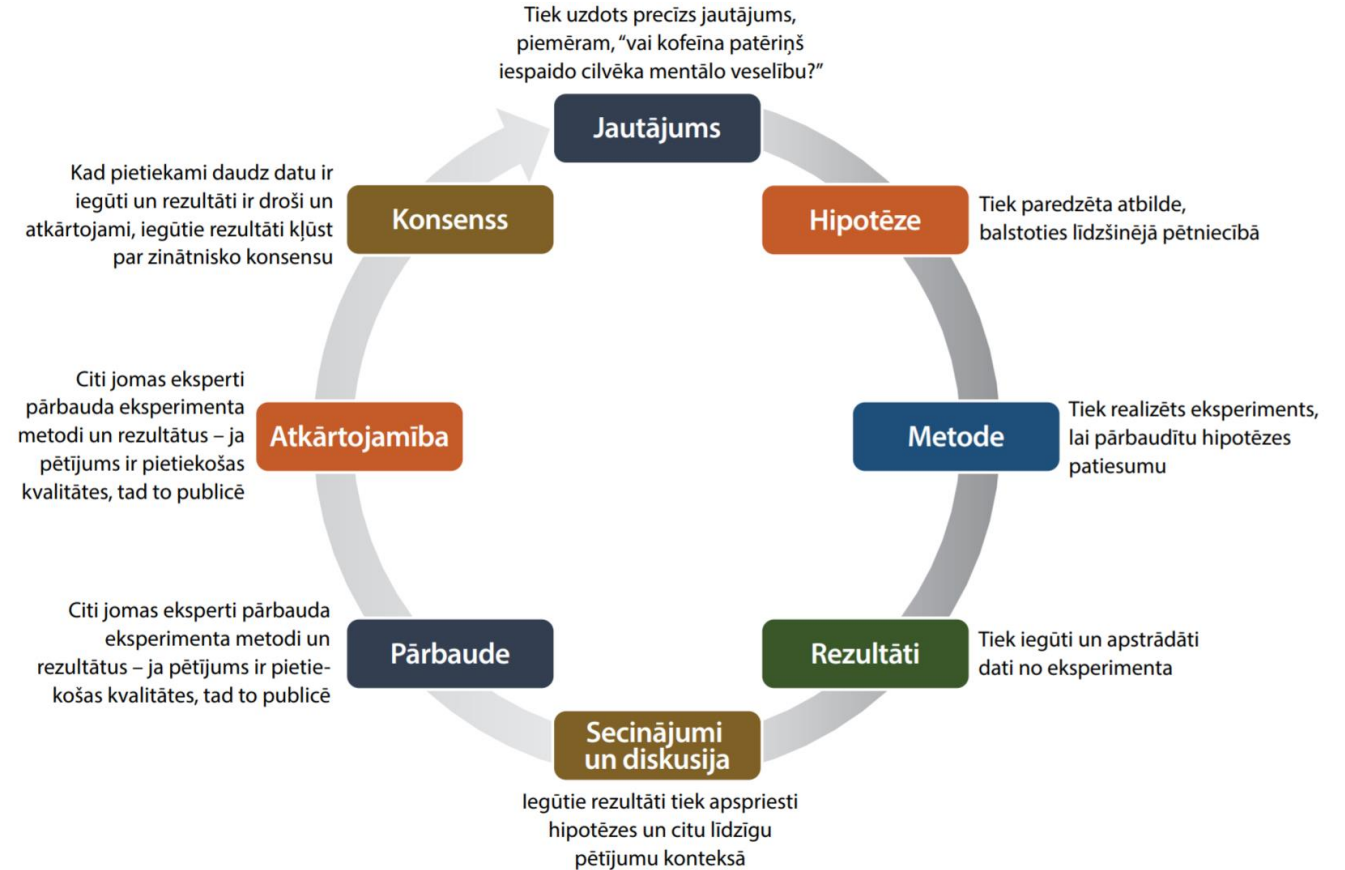 Tiek uzdots precīzs jautājums,
piemēram, “vai kofeīna patēriņš
iespaido cilvēka mentālo veselību?”
Jautājums
Hipotēze
Tiek paredzēta atbilde,
balstoties līdzšinējā pētniecībā
Metode
Tiek realizēts eksperiments,
lai pārbaudītu hipotēzes
patiesumu
Rezultāti
Tiek iegūti un apstrādāti
dati no eksperimenta
Secinājumi
un diskusija
Iegūtie rezultāti tiek apspriesti
hipotēzes un citu līdzīgu
pētījumu konteksā
Pārbaude
Citi jomas eksperti pārbauda
eksperimenta metodi un
rezultātus – ja pētījums ir pietie-
košas kvalitātes, tad to publicē
Atkārtojamība
Citi jomas eksperti
pārbauda eksperimenta
metodi un rezultātus – ja
pētījums ir pietiekošas
kvalitātes, tad to publicē
Konsenss
Kad pietiekami daudz datu ir
iegūti un rezultāti ir droši un
atkārtojami, iegūtie rezultāti kļūst
par zinātnisko konsensu